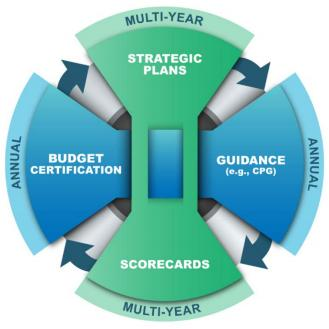 MULTI-YEAR
STRATEGIC
PLANS
ANNUAL
BUDGET
CERTIFICATION
GUIDANCE
(e.g., CPG)
ANNUAL
SCORECARDS
MULTI-YEAR